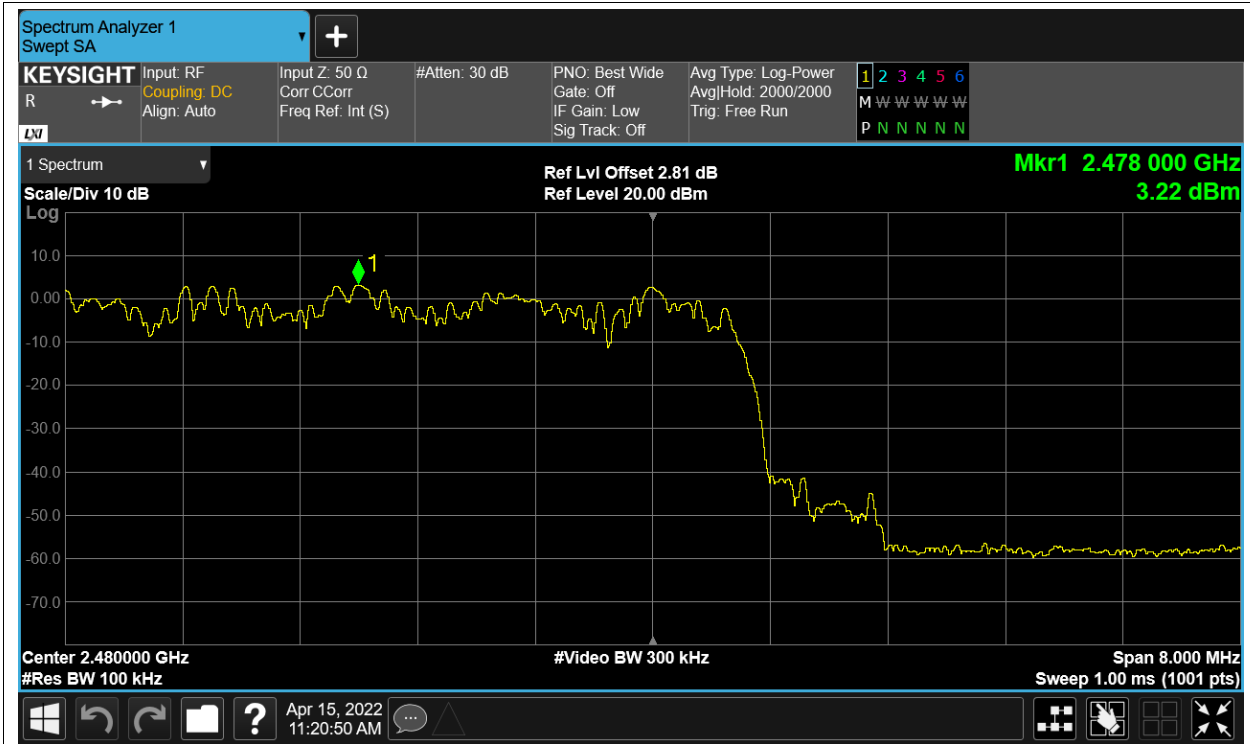 Spectrum Analyzer 1
Swept SA
+
KEYSIGHT
R
LXI
Input: RF
Coupling: DC
Align: Auto
Input Z: 50 Ω
Corr CCorr
Freq Ref: Int (S)
#Atten: 30 dB
PNO: Best Wide
Gate: Off
IF Gain: Low
Sig Track: Off
Avg Type: Log-Power
Avg|Hold: 2000/2000
Trig: Free Run
1 2 3 4 5 6
M W W W W W
P N N N N N
1 Spectrum
Scale/Div 10 dB
Log
Ref Lvl Offset 2.81 dB
Ref Level 20.00 dBm
Mkr1 2.478 000 GHz
3.22 dBm
1
10.0
0.00
-10.0
-20.0
-30.0
-40.0
-50.0
-60.0
-70.0
Center 2.480000 GHz
#Res BW 100 kHz
#Video BW 300 kHz
Span 8.000 MHz
Sweep 1.00 ms (1001 pts)
?
Apr 15, 2022
11:20:50 AM